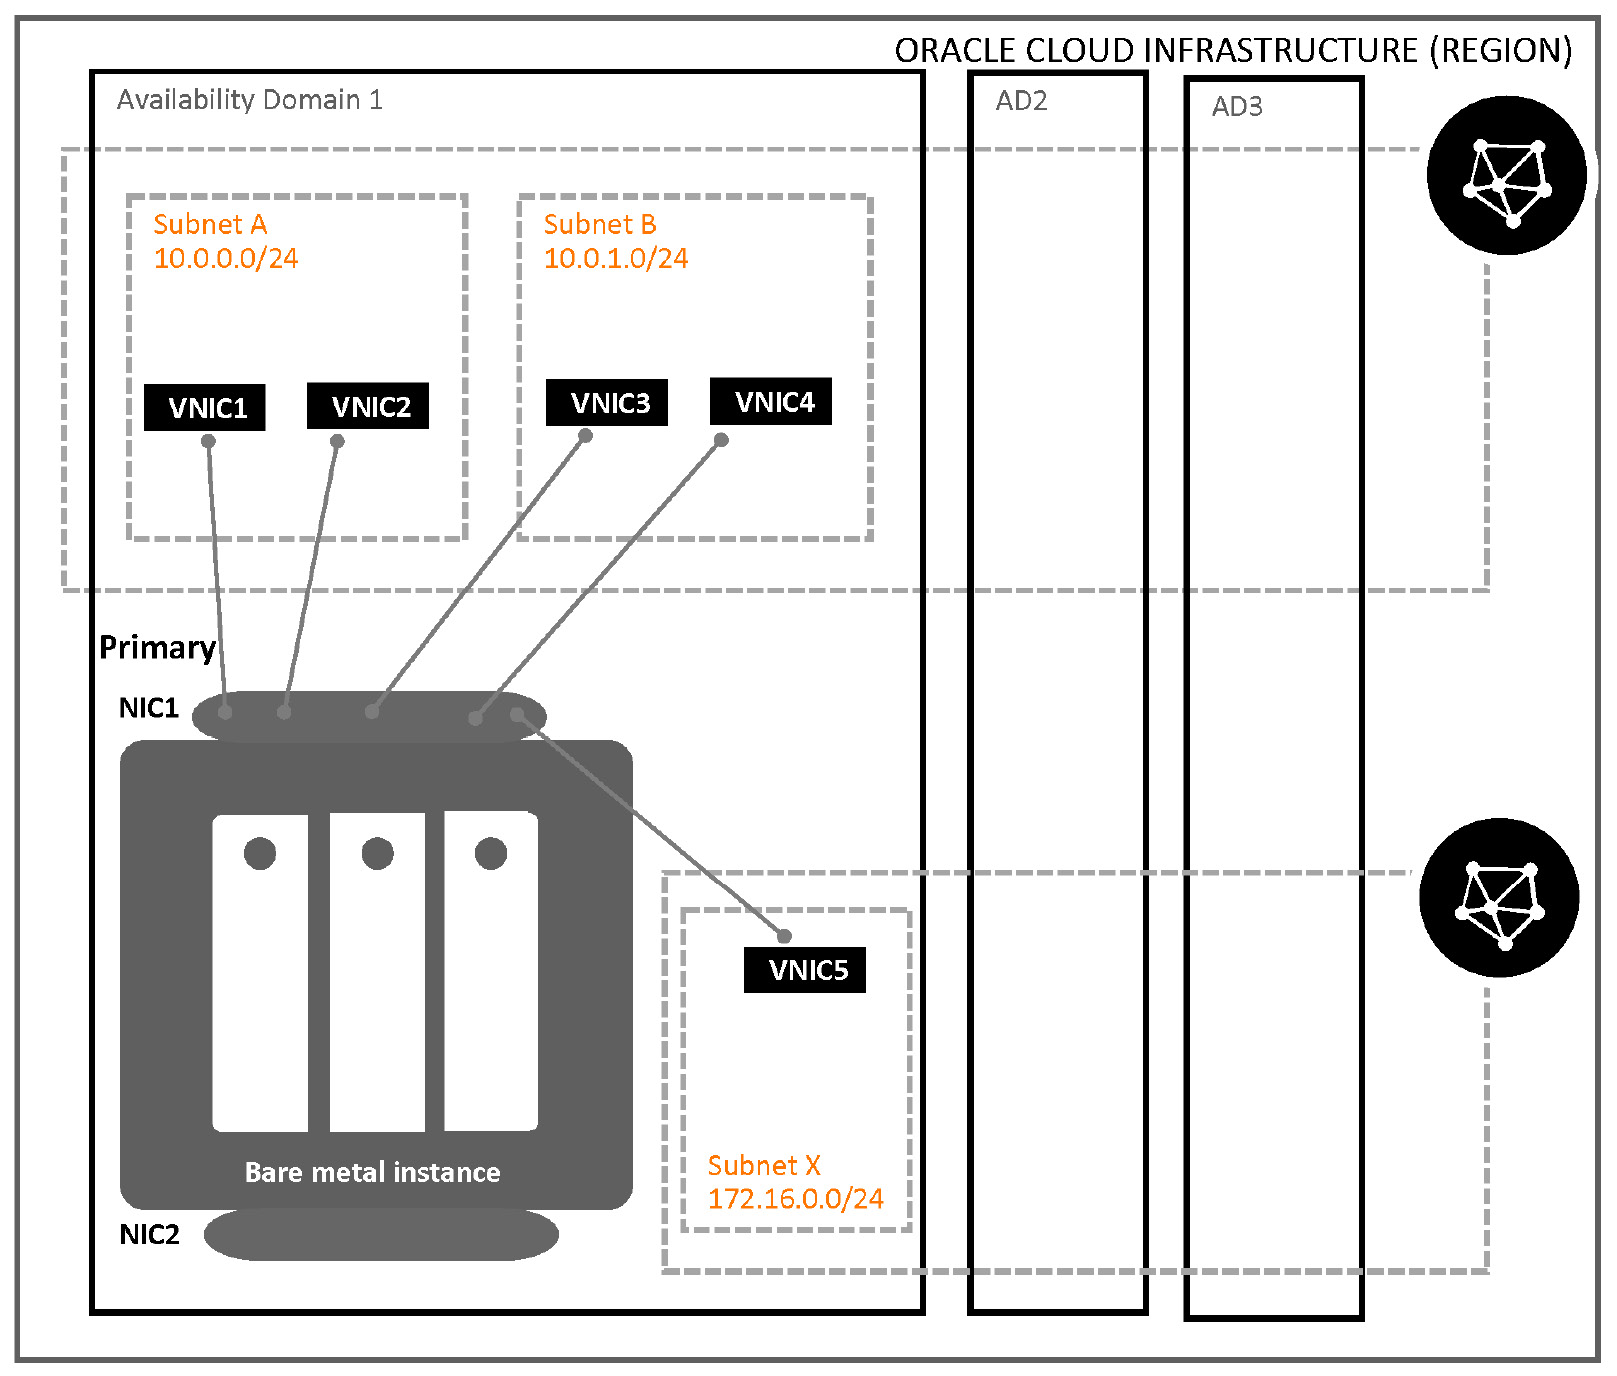 ORACLE CLOUD INFRASTRUCTURE (REGION)
Availability Domain 1
AD2
AD3
Subnet A
10.0.0.0/24
Subnet B
10.0.1.0/24
VNIC1
VNIC2
VNIC3
VNIC4
Primary
NIC1
VNIC5
Subnet X
172.16.0.0/24
Bare metal instance
NIC2